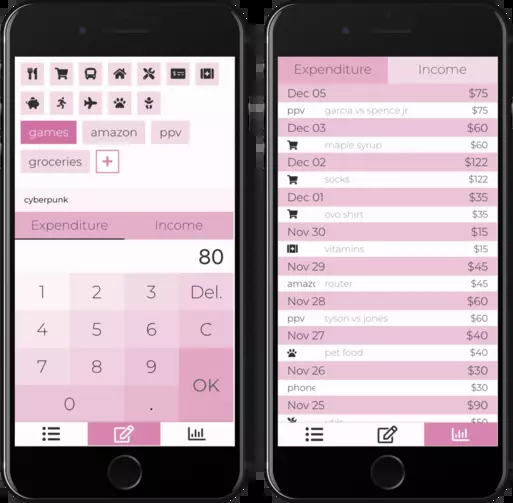 games amazon ppv
groceries +
cyberpunk
Expenditure Income
80
1 2 3 Del.
4 5 6 C
7 8 9
OK
0 .
Expenditure Income
Dec 05 $75
ppv garcia vs spence jr $75
Dec 03 $60
maple syrup $60
Dec 02 $122
socks $122
Dec 01 $35
ovo shirt $35
Nov 30 $15
vitamins $15
Nov 29 $45
amazo router $45
Nov 28 $60
ppv tyson vs jones $60
Nov 27 $40
pet food $40
Nov 26 $30
phone $30
Nov 25 $90
$50